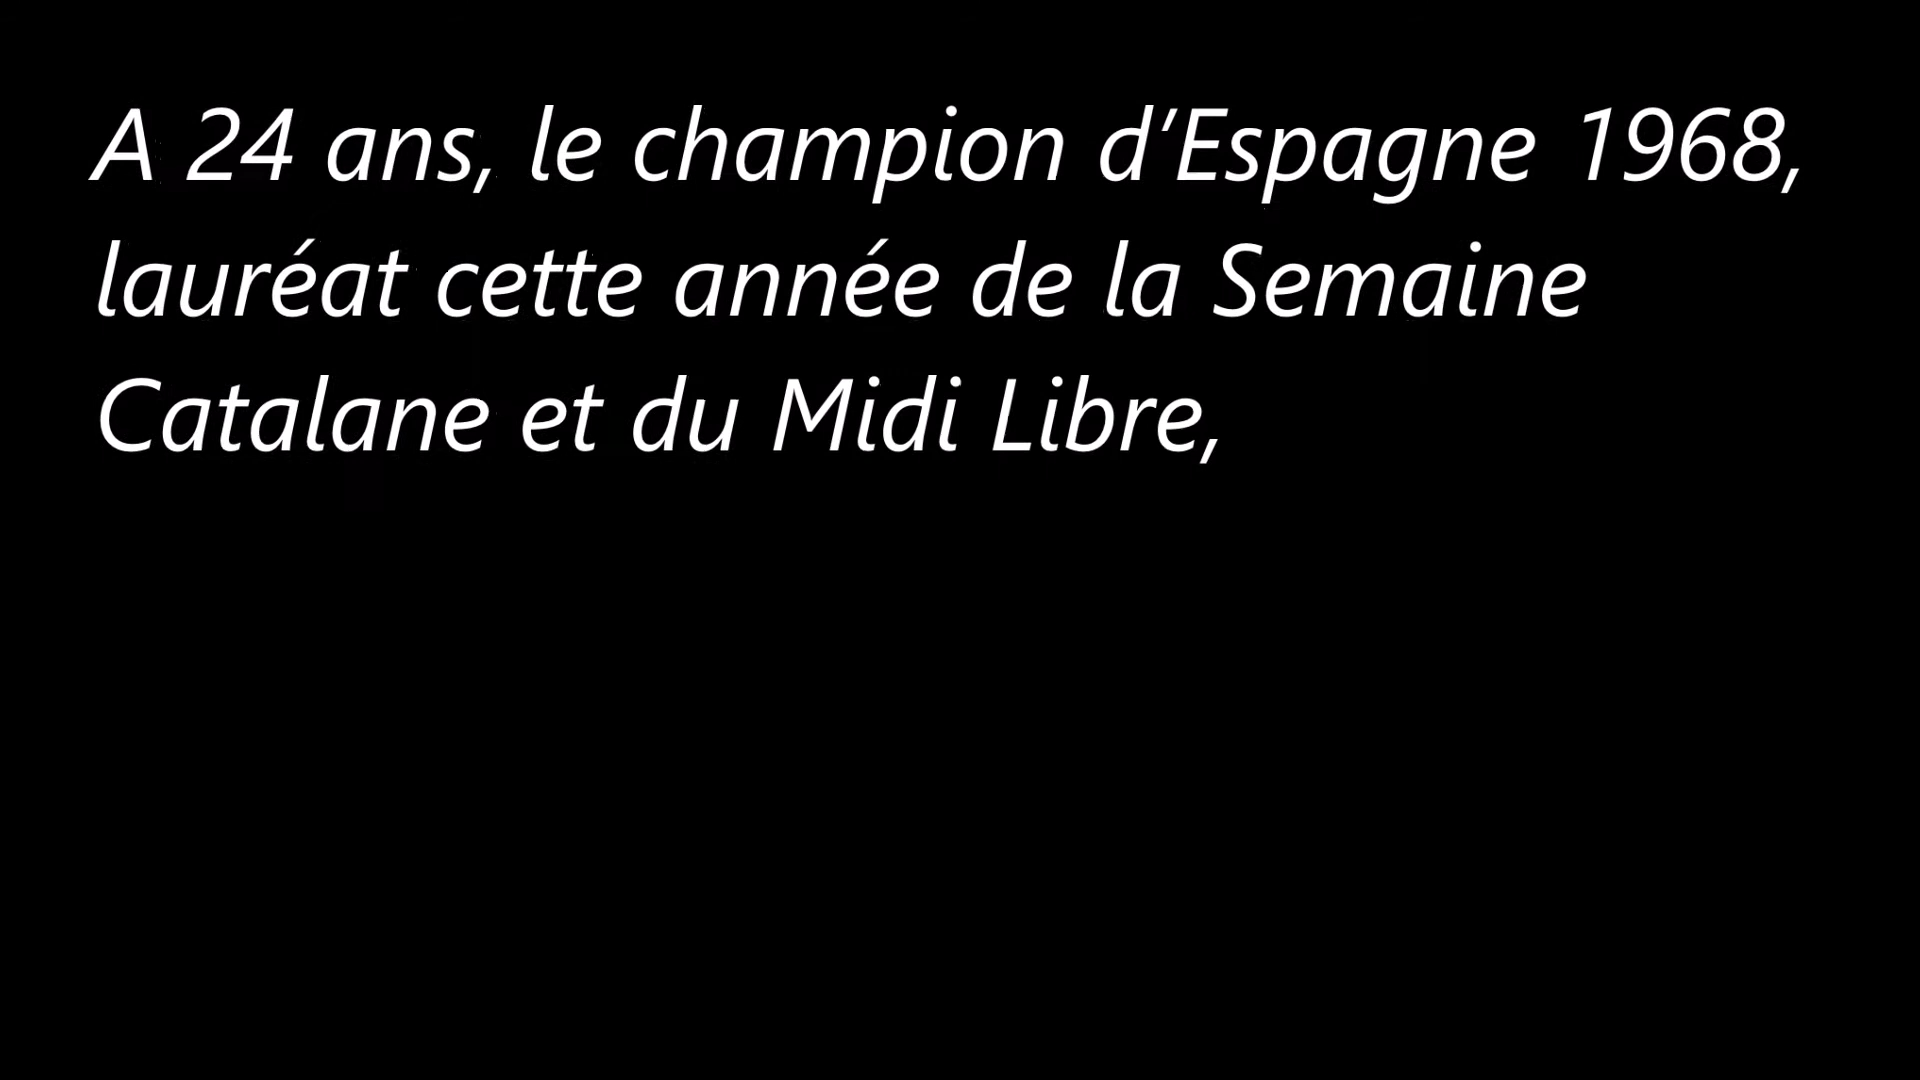 A 24 ans, le champion d’Espagne 1968,
lauréat cette année de la Semaine
Catalane et du Midi Libre,